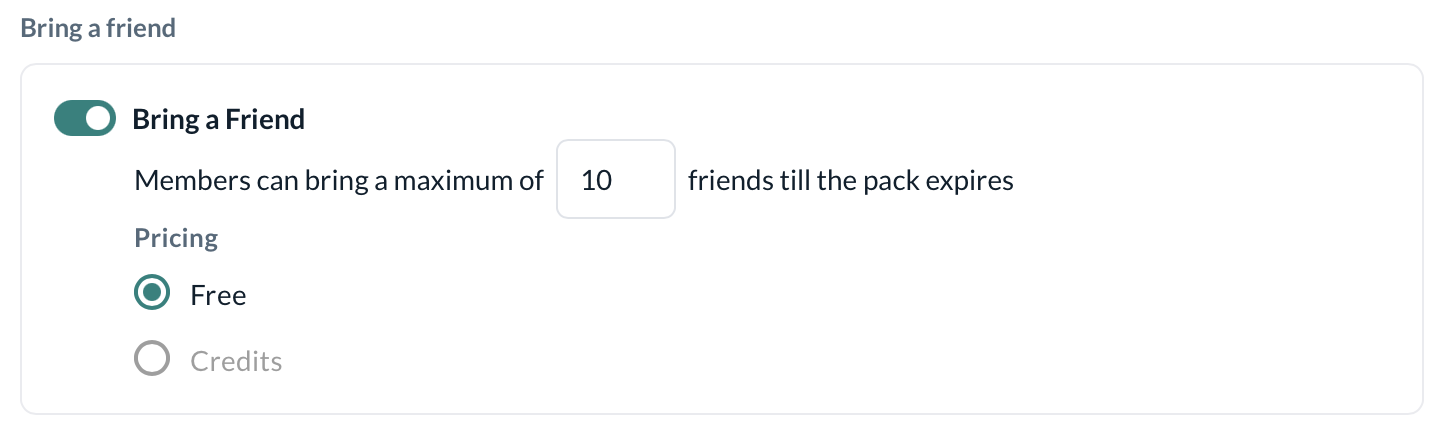 Bring a friend
Bring a Friend
Members can bring a maximum of 10 friends till the pack expires
Pricing
Free
Credits